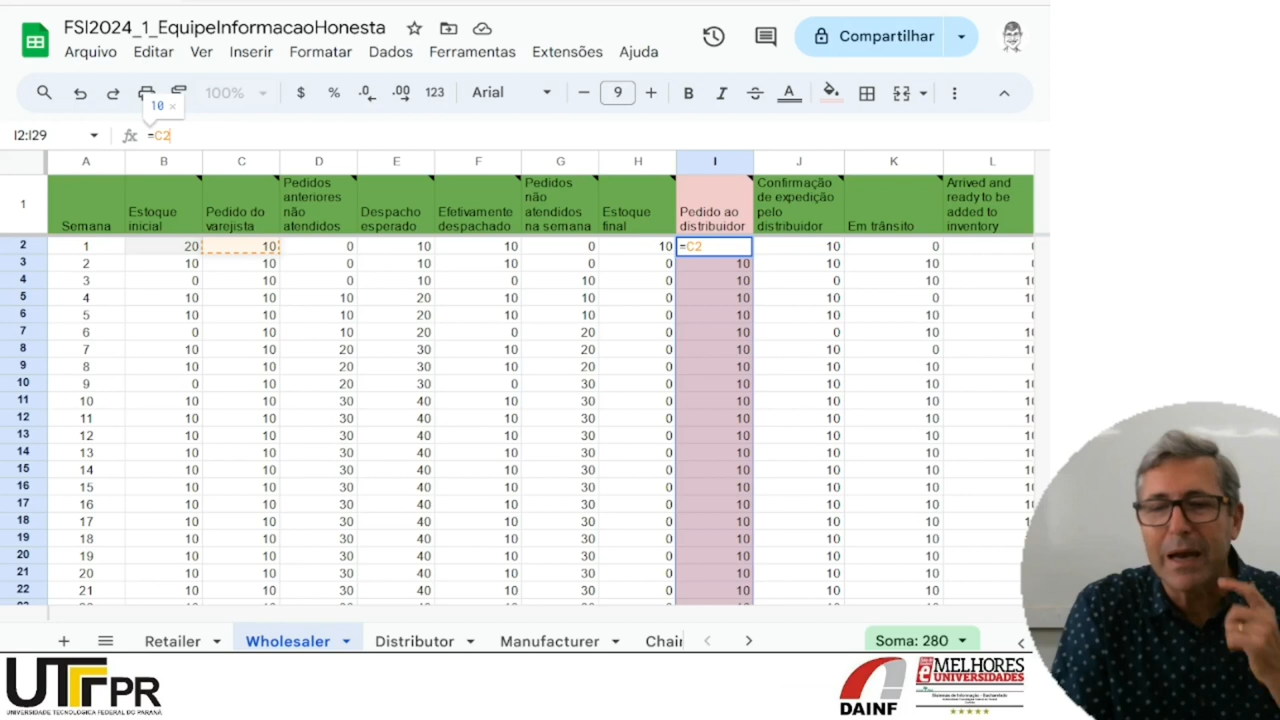 FSI2024_1_EquipeInformacaoHonesta
Arquivo Editar Ver Inserir Formatar Dados Ferramentas Extensões Ajuda
Compartilhar
100% $ % .0 .00 123 Arial 9 B I S A
10 ×
I2:I29 fx =C2
A B C D E F G H I J K L
1 Semana Estoque inicial Pedido do varejista Pedidos anteriores não atendidos Despacho esperado Efetivamente despachado Pedidos não atendidos na semana Estoque final Pedido ao distribuidor Confirmação de expedição pelo distribuidor Em trânsito Arrived and ready to be added to inventory
2 1 20 10 0 10 10 0 10 =C2 10 0
3 2 10 10 0 10 10 0 0 10 10 10
4 3 0 10 0 10 0 10 0 10 0 10
5 4 10 10 10 20 10 10 0 10 10 0
6 5 10 10 10 20 10 10 0 10 10 10
7 6 0 10 10 20 0 20 0 10 0 10
8 7 10 10 20 30 10 20 0 10 10 0
9 8 10 10 20 30 10 20 0 10 10 10
10 9 0 10 20 30 0 30 0 10 10 10
11 10 10 10 30 40 10 30 0 10 10 10
12 11 10 10 30 40 10 30 0 10 10 10
13 12 10 10 30 40 10 30 0 10 10 10
14 13 10 10 30 40 10 30 0 10 10 10
15 14 10 10 30 40 10 30 0 10 10 10
16 15 10 10 30 40 10 30 0 10 10 10
17 16 10 10 30 40 10 30 0 10 10 10
18 17 10 10 30 40 10 30 0 10 10 10
19 18 10 10 30 40 10 30 0 10 10 10
20 19 10 10 30 40 10 30 0 10 10 10
21 20 10 10 30 40 10 30 0 10 10 10
22 21 10 10 30 40 10 30 0 10 10 10
+ Retailer Wholesaler Distributor Manufacturer Chai Soma: 280
UTFPR
UNIVERSIDADE TECNOLÓGICA FEDERAL DO PARANÁ
DAINF
MELHORES
UNIVERSIDADES
Sistemas de Informação - Bacharelado